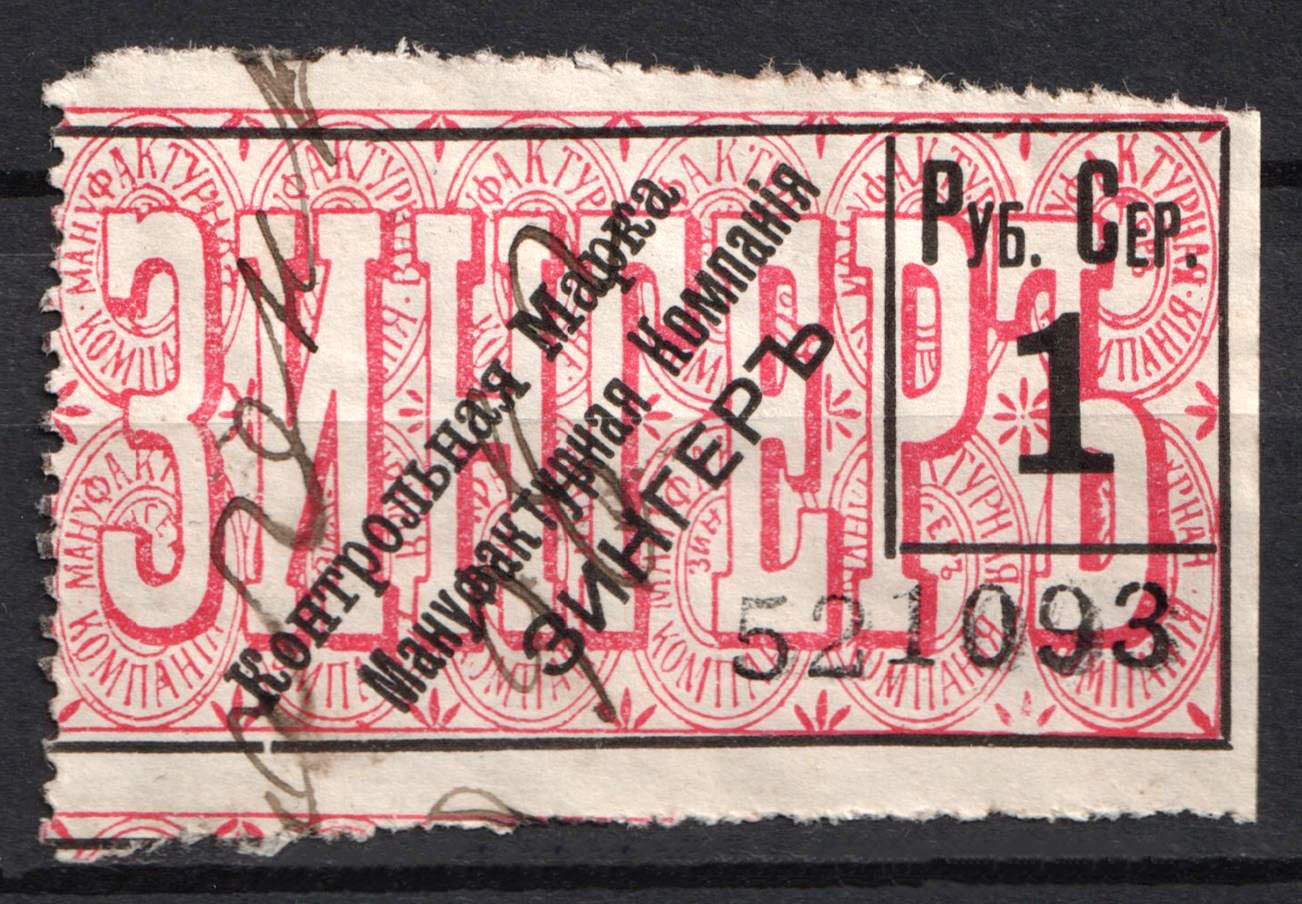 ЗИНГЕРЪ
Контрольная Марка
Мануфактурная Компанія
ЗИНГЕРЪ
Руб. Сер.
1
521093